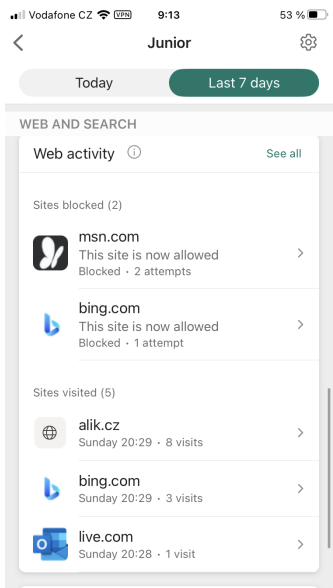 Vodafone CZ VPN 9:13 53 %
Junior
Today Last 7 days
WEB AND SEARCH
Web activity See all
Sites blocked (2)
msn.com
This site is now allowed
Blocked • 2 attempts
bing.com
This site is now allowed
Blocked • 1 attempt
Sites visited (5)
alik.cz
Sunday 20:29 • 8 visits
bing.com
Sunday 20:29 • 3 visits
live.com
Sunday 20:28 • 1 visit